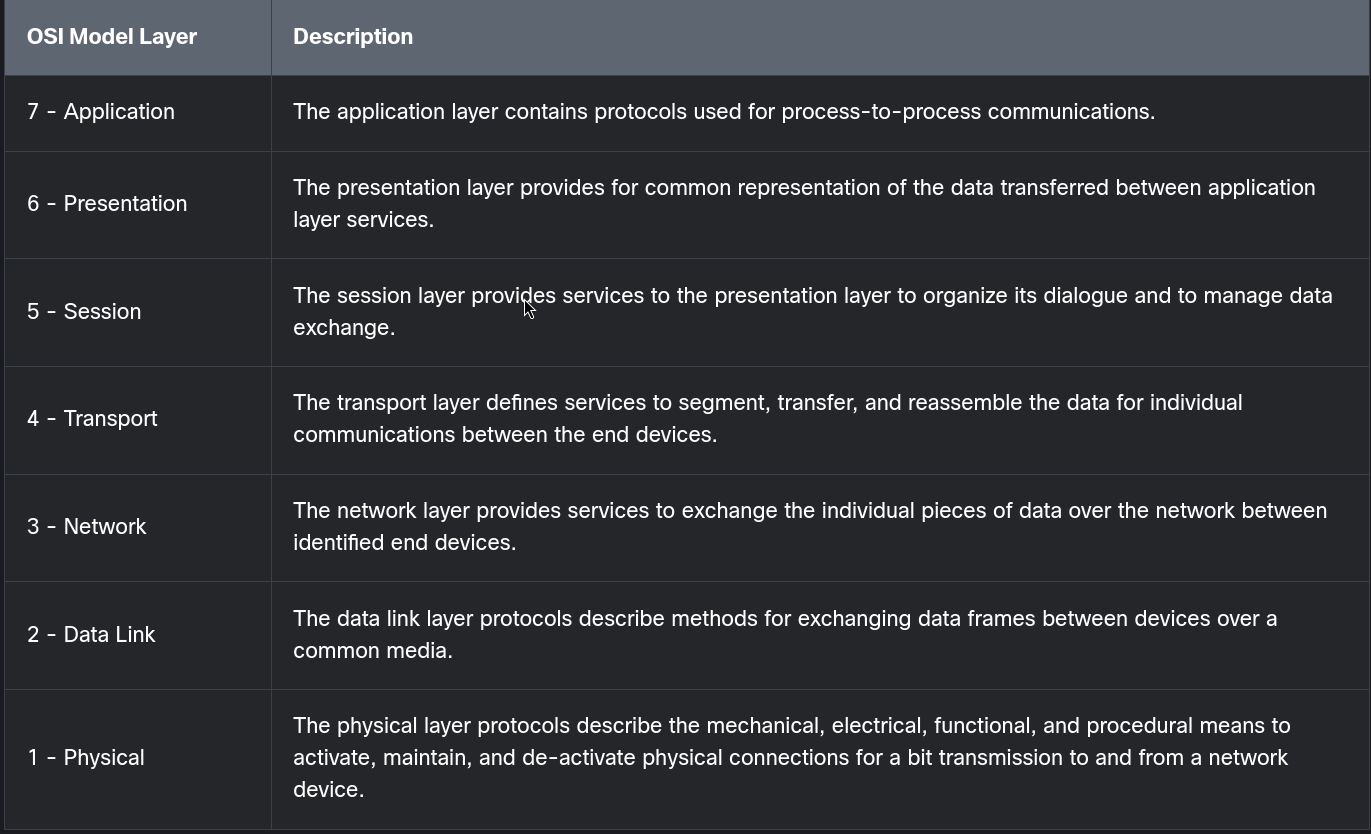 OSI Model Layer
Description
7 - Application
The application layer contains protocols used for process-to-process communications.
6 - Presentation
The presentation layer provides for common representation of the data transferred between application
layer services.
5 - Session
The session layer provides services to the presentation layer to organize its dialogue and to manage data
exchange.
4 - Transport
The transport layer defines services to segment, transfer, and reassemble the data for individual
communications between the end devices.
3 - Network
The network layer provides services to exchange the individual pieces of data over the network between
identified end devices.
2 - Data Link
The data link layer protocols describe methods for exchanging data frames between devices over a
common media.
1 - Physical
The physical layer protocols describe the mechanical, electrical, functional, and procedural means to
activate, maintain, and de-activate physical connections for a bit transmission to and from a network
device.